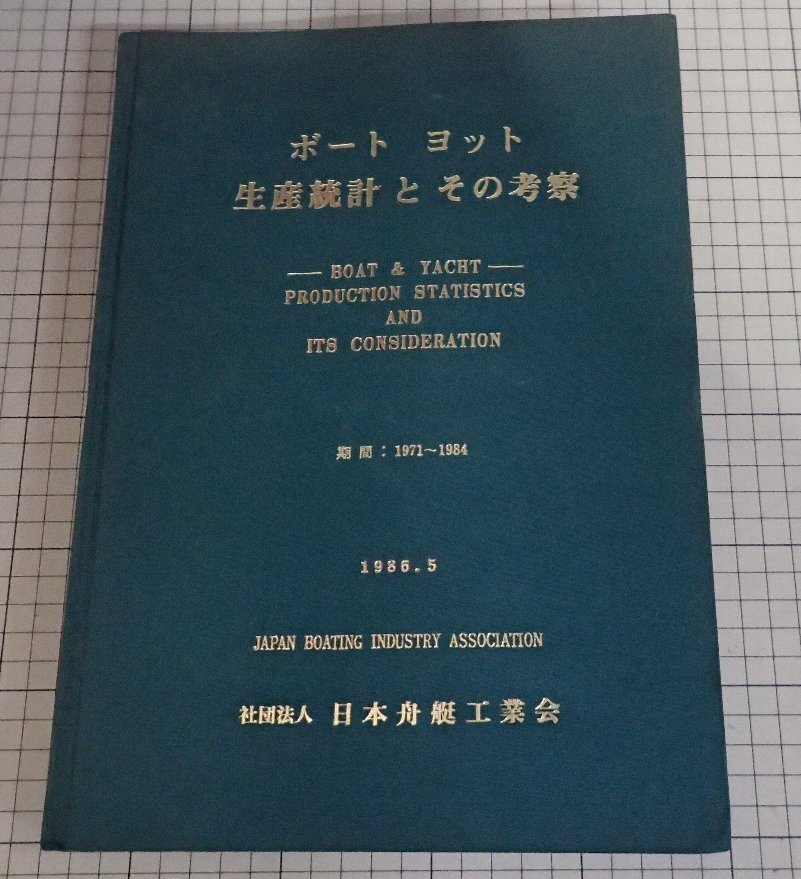 ボート ヨット
生産統計とその考察
― BOAT & YACHT ―
PRODUCTION STATISTICS
AND
ITS CONSIDERATION
期間：1971～1984
1986.5
JAPAN BOATING INDUSTRY ASSOCIATION
社団法人 日本舟艇工業会